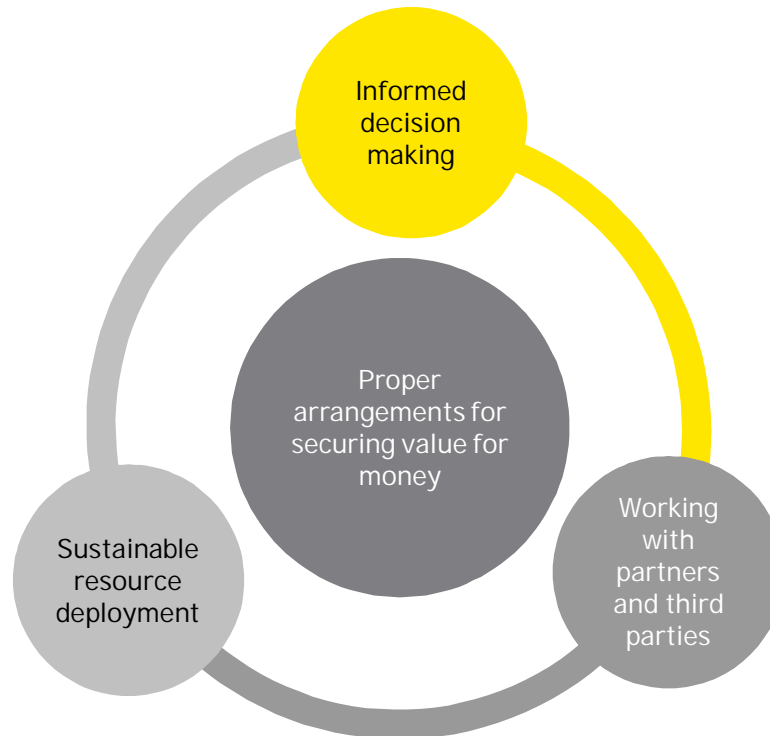 Informed
decision
making
Proper
arrangements for
securing value for
money
Sustainable
resource
deployment
Working
with
partners
and third
parties